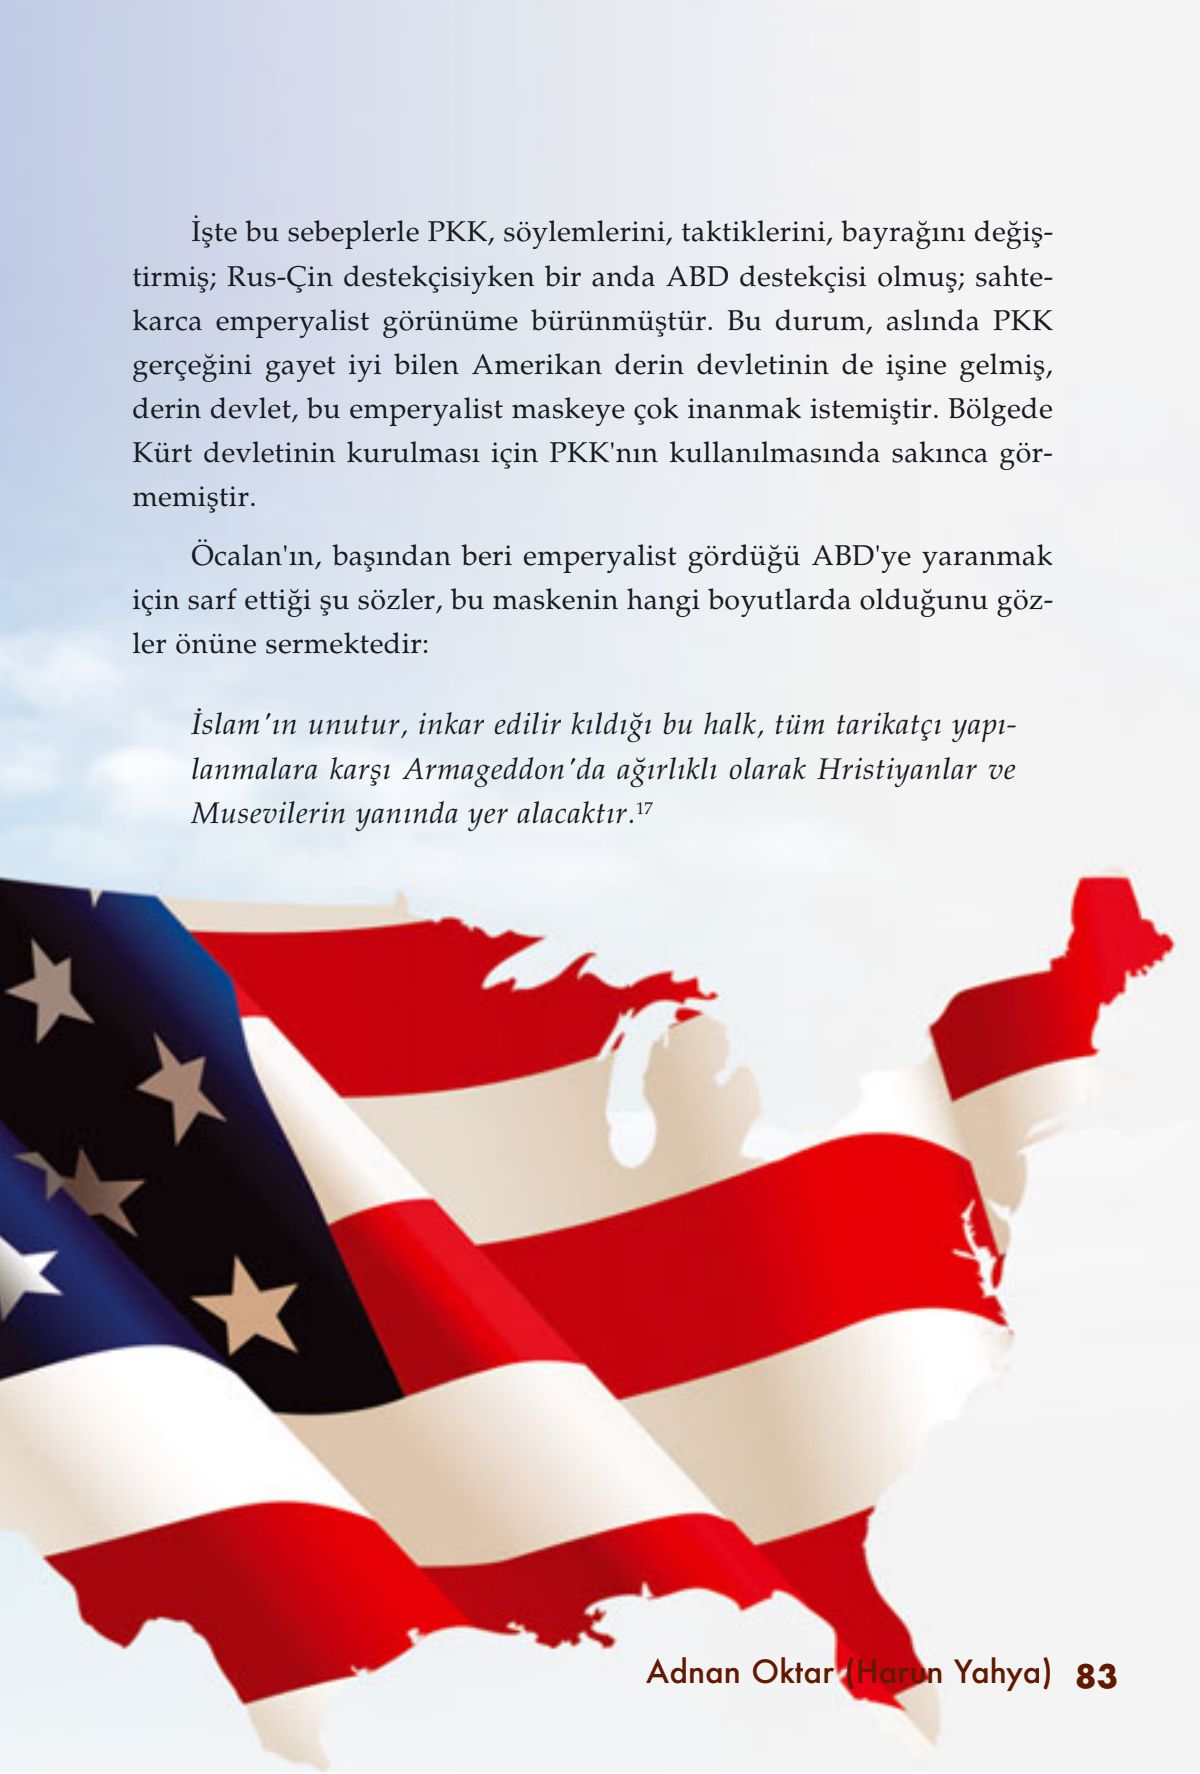 İşte bu sebeplerle PKK, söylemlerini, taktiklerini, bayrağını değiş-
tirmiş; Rus-Çin destekçisiyken bir anda ABD destekçisi olmuş; sahte-
karca emperyalist görünüme bürünmüştür. Bu durum, aslında PKK
gerçeğini gayet iyi bilen Amerikan derin devletinin de işine gelmiş,
derin devlet, bu emperyalist maskeye çok inanmak istemiştir. Bölgede
Kürt devletinin kurulması için PKK'nın kullanılmasında sakınca gör-
memiştir.
Öcalan'ın, başından beri emperyalist gördüğü ABD'ye yaranmak
için sarf ettiği şu sözler, bu maskenin hangi boyutlarda olduğunu göz-
ler önüne sermektedir:
İslam'ın unutur, inkar edilir kıldığı bu halk, tüm tarikatçı yapı-
lanmalara karşı Armageddon'da ağırlıklı olarak Hristiyanlar ve
Musevilerin yanında yer alacaktır.17
Adnan Oktar (Harun Yahya) 83